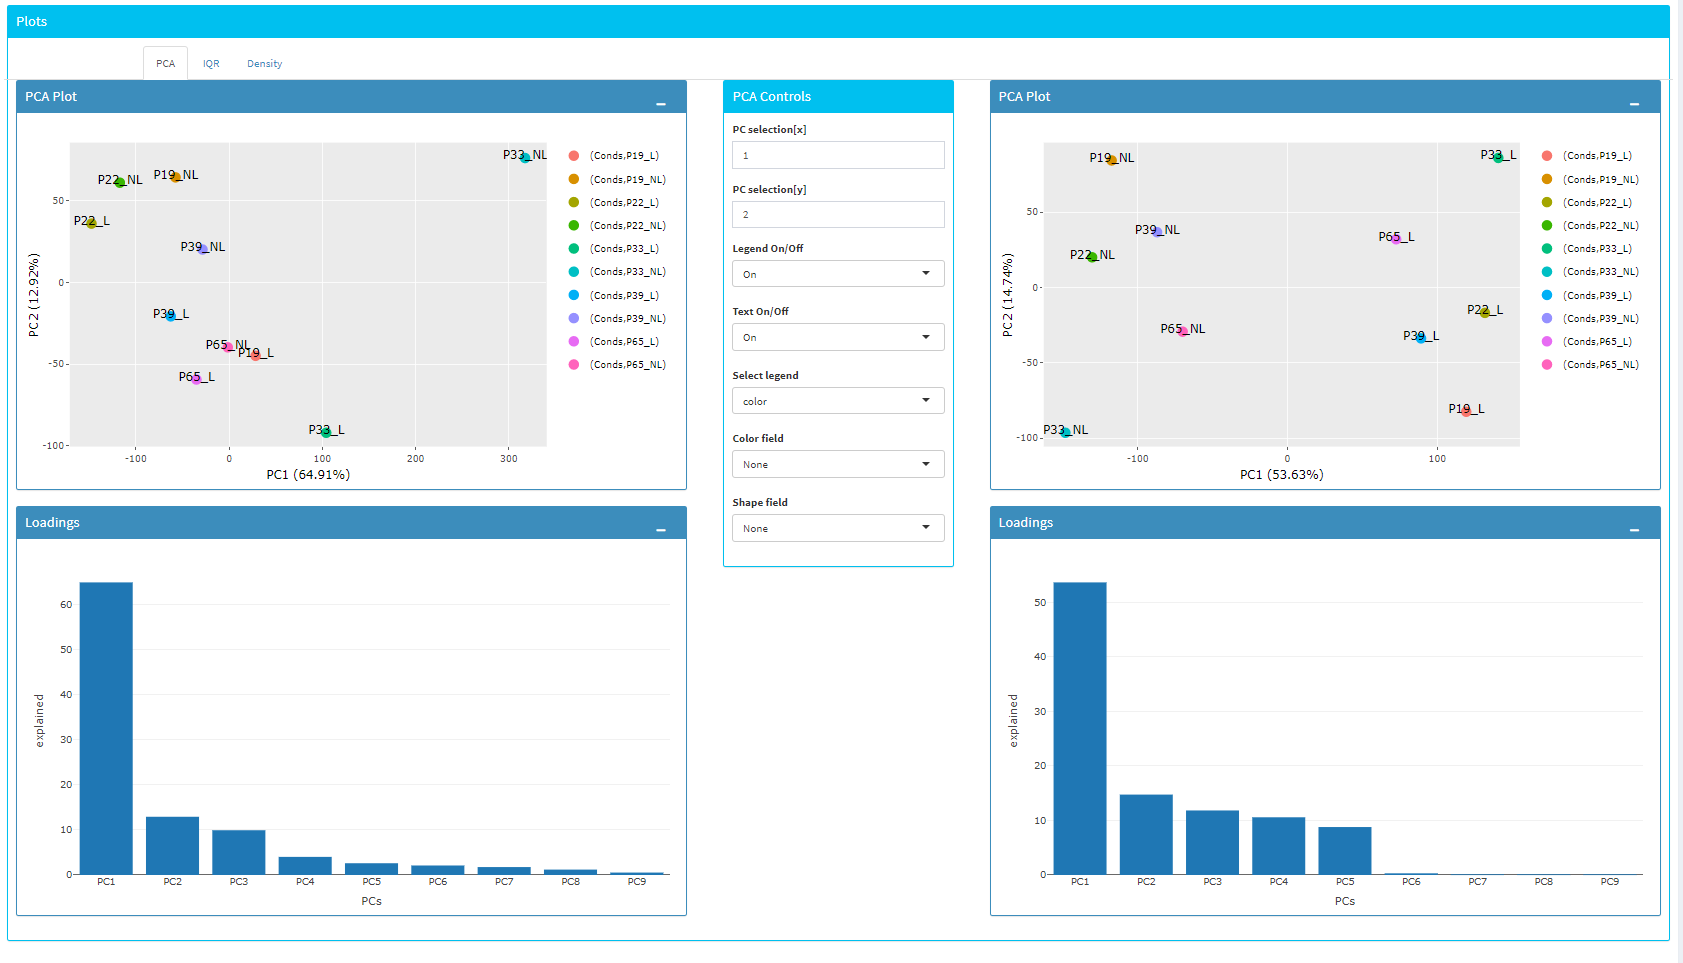 Plots
PCA IQR Density
PCA Plot
P33_NL
P22_NL
P19_NL
P22_L
P39_NL
P39_L
P65_NL
P19_L
P65_L
P33_L
50
0
-50
-100
-100 0 100 200 300
PC2 (12.92%)
PC1 (64.91%)
(Conds,P19_L)
(Conds,P19_NL)
(Conds,P22_L)
(Conds,P22_NL)
(Conds,P33_L)
(Conds,P33_NL)
(Conds,P39_L)
(Conds,P39_NL)
(Conds,P65_L)
(Conds,P65_NL)
PCA Controls
PC selection[x]
1
PC selection[y]
2
Legend On/Off
On
Text On/Off
On
Select legend
color
Color field
None
Shape field
None
PCA Plot
P19_NL
P33_L
P39_NL
P65_L
P22_NL
P65_NL
P22_L
P39_L
P19_L
P33_NL
50
0
-50
-100
-100 0 100
PC2 (14.74%)
PC1 (53.63%)
(Conds,P19_L)
(Conds,P19_NL)
(Conds,P22_L)
(Conds,P22_NL)
(Conds,P33_L)
(Conds,P33_NL)
(Conds,P39_L)
(Conds,P39_NL)
(Conds,P65_L)
(Conds,P65_NL)
Loadings
60
50
40
30
20
10
0
explained
PC1 PC2 PC3 PC4 PC5 PC6 PC7 PC8 PC9
PCs
Loadings
50
40
30
20
10
0
explained
PC1 PC2 PC3 PC4 PC5 PC6 PC7 PC8 PC9
PCs